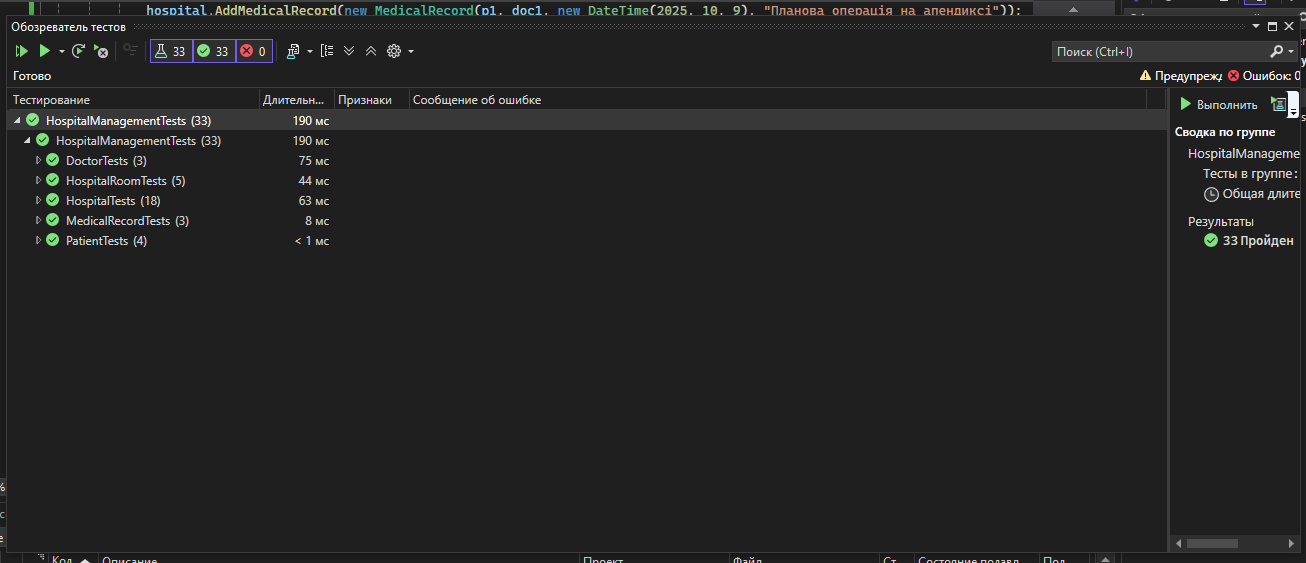 hospital.AddMedicalRecord(new MedicalRecord(p1, doc1, new DateTime(2025, 10, 9), "Планова операція на апендиксі"));
Обозреватель тестов
33 33 0
Поиск (Ctrl+I)
Готово
Предупрежд Ошибок: 0
Тестирование Длительн... Признаки Сообщение об ошибке
HospitalManagementTests (33) 190 мс
HospitalManagementTests (33) 190 мс
DoctorTests (3) 75 мс
HospitalRoomTests (5) 44 мс
HospitalTests (18) 63 мс
MedicalRecordTests (3) 8 мс
PatientTests (4) < 1 мс
Выполнить
Сводка по группе
HospitalManageme
Тесты в группе:
Общая длите
Результаты
33 Пройден
Код Описание Проект Файл Ст Состояние подавл Под